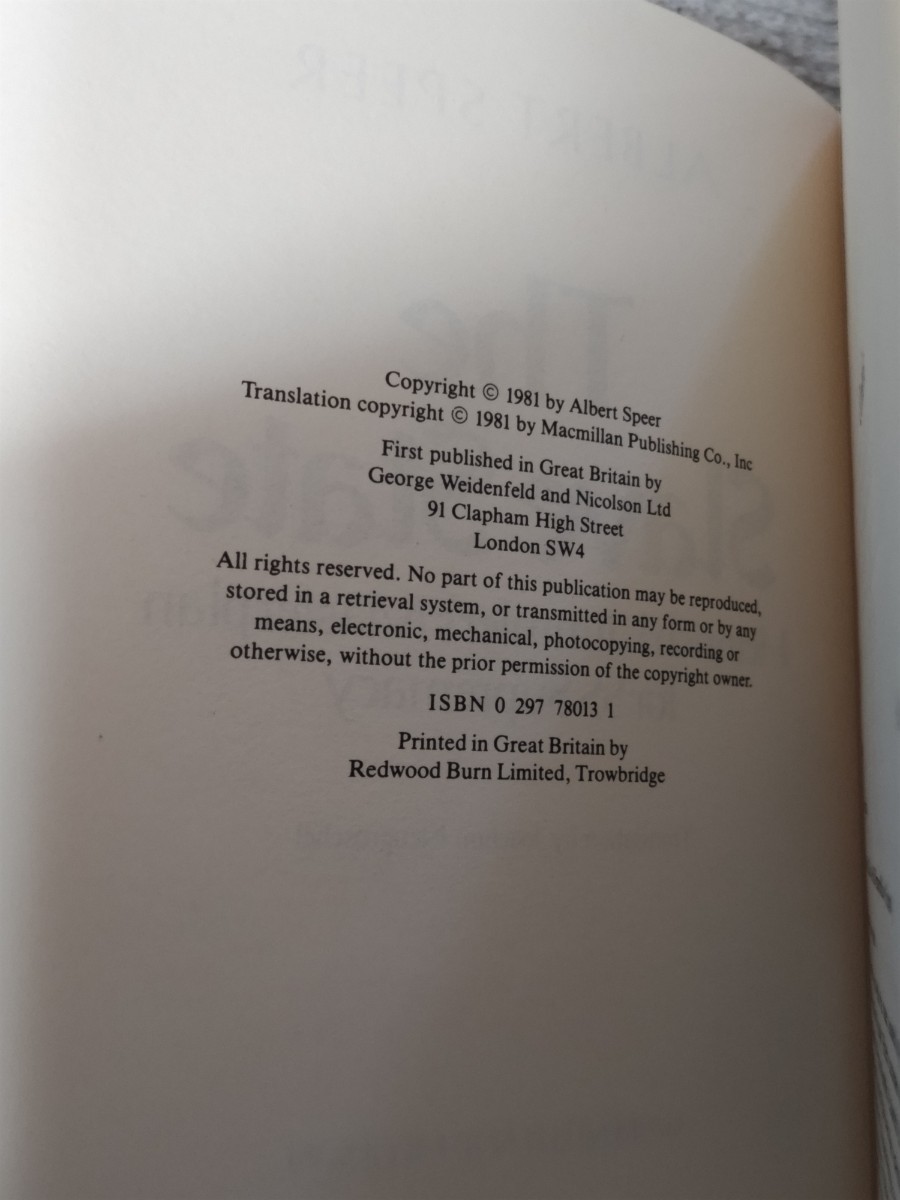 Copyright © 1981 by Albert Speer
Translation copyright © 1981 by Macmillan Publishing Co., Inc
First published in Great Britain by
George Weidenfeld and Nicolson Ltd
91 Clapham High Street
London SW4
All rights reserved. No part of this publication may be reproduced,
stored in a retrieval system, or transmitted in any form or by any
means, electronic, mechanical, photocopying, recording or
otherwise, without the prior permission of the copyright owner.
ISBN 0 297 78013 1
Printed in Great Britain by
Redwood Burn Limited, Trowbridge